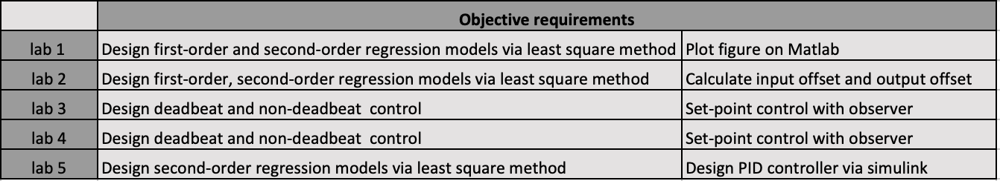 Objective requirements
lab 1 Design first-order and second-order regression models via least square method Plot figure on Matlab
lab 2 Design first-order, second-order regression models via least square method Calculate input offset and output offset
lab 3 Design deadbeat and non-deadbeat  control Set-point control with observer
lab 4 Design deadbeat and non-deadbeat  control Set-point control with observer
lab 5 Design second-order regression models via least square method Design PID controller via simulink